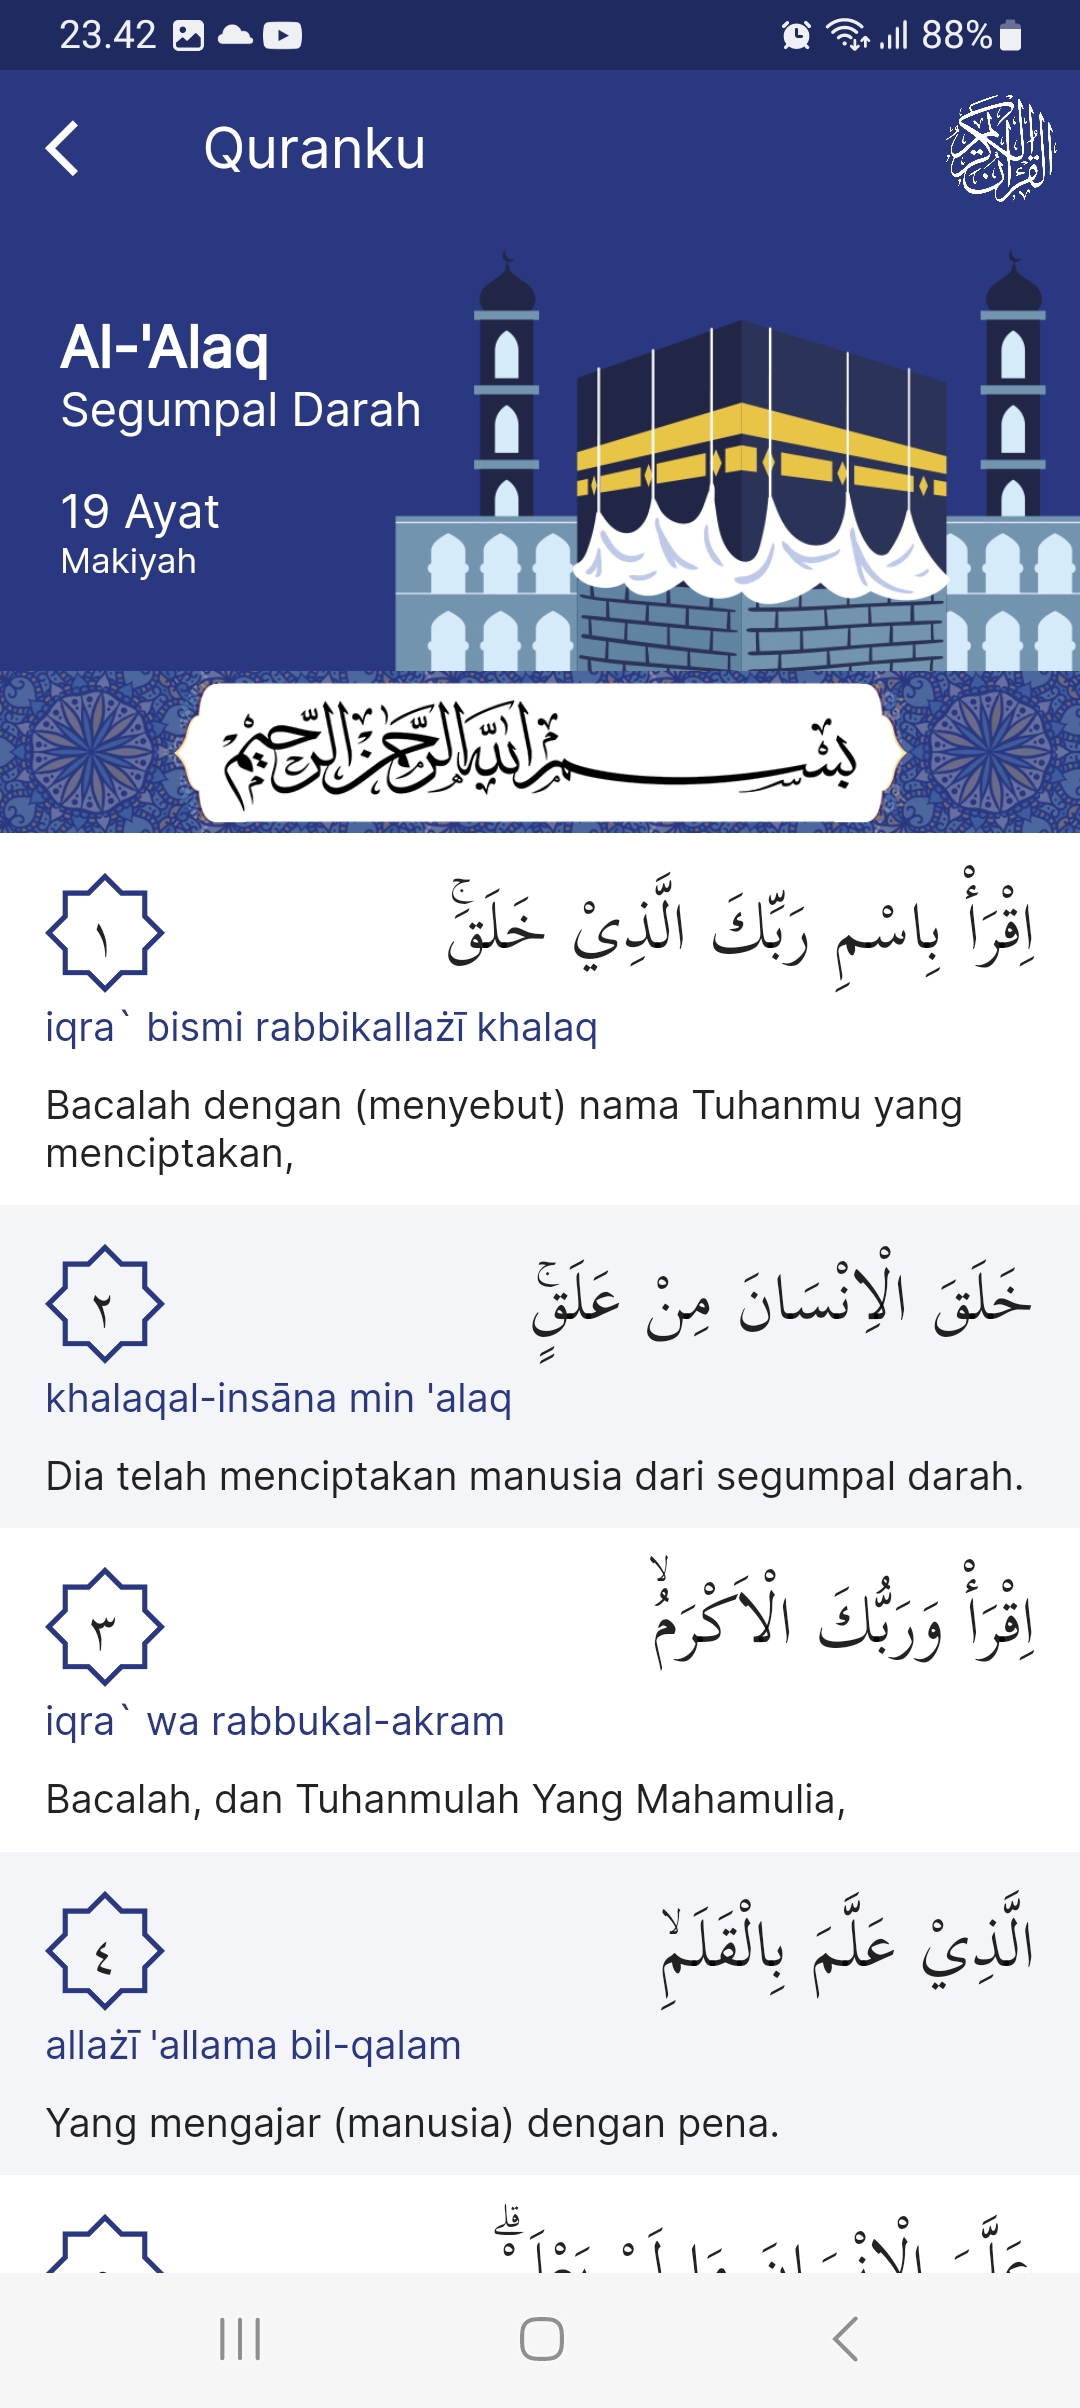 23.42
88%
Quranku
القرآن الكريم
Al-'Alaq
Segumpal Darah
19 Ayat
Makiyah
بِسْمِ اللَّهِ الرَّحْمَنِ الرَّحِيمِ
١
اِقْرَأْ بِاسْمِ رَبِّكَ الَّذِيْ خَلَقَۚ
iqra` bismi rabbikallażī khalaq
Bacalah dengan (menyebut) nama Tuhanmu yang
menciptakan,
٢
خَلَقَ الْاِنْسَانَ مِنْ عَلَقٍۚ
khalaqal-insāna min 'alaq
Dia telah menciptakan manusia dari segumpal darah.
٣
اِقْرَأْ وَرَبُّكَ الْاَكْرَمُۙ
iqra` wa rabbukal-akram
Bacalah, dan Tuhanmulah Yang Mahamulia,
٤
الَّذِيْ عَلَّمَ بِالْقَلَمِۙ
allażī 'allama bil-qalam
Yang mengajar (manusia) dengan pena.
عَلَّمَ الْاِنْسَانَ مَا لَمْ يَعْلَمْۗ